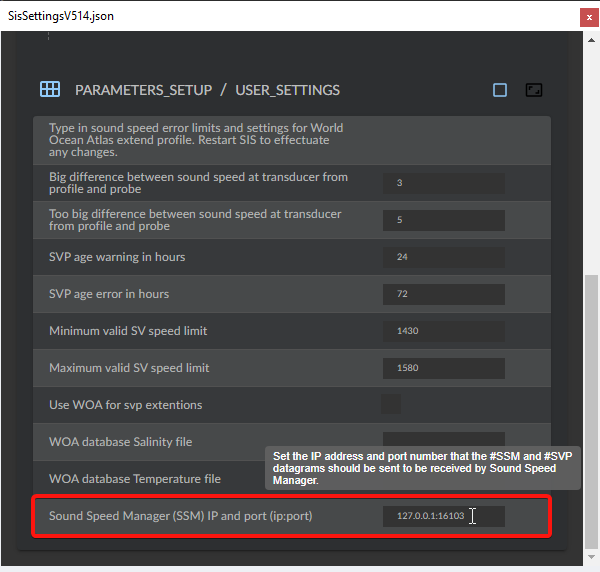 SisSettingsV514.json
x
PARAMETERS_SETUP / USER_SETTINGS
Type in sound speed error limits and settings for World
Ocean Atlas extend profile. Restart SIS to effectuate
any changes.
Big difference between sound speed at transducer from
profile and probe
3
Too big difference between sound speed at transducer
from profile and probe
5
SVP age warning in hours
24
SVP age error in hours
72
Minimum valid SV speed limit
1430
Maximum valid SV speed limit
1580
Use WOA for svp extentions
WOA database Salinity file
Set the IP address and port number that the #SSM and #SVP
datagrams should be sent to be received by Sound Speed
Manager.
WOA database Temperature file
Sound Speed Manager (SSM) IP and port (ip:port)
127.0.0.1:16103